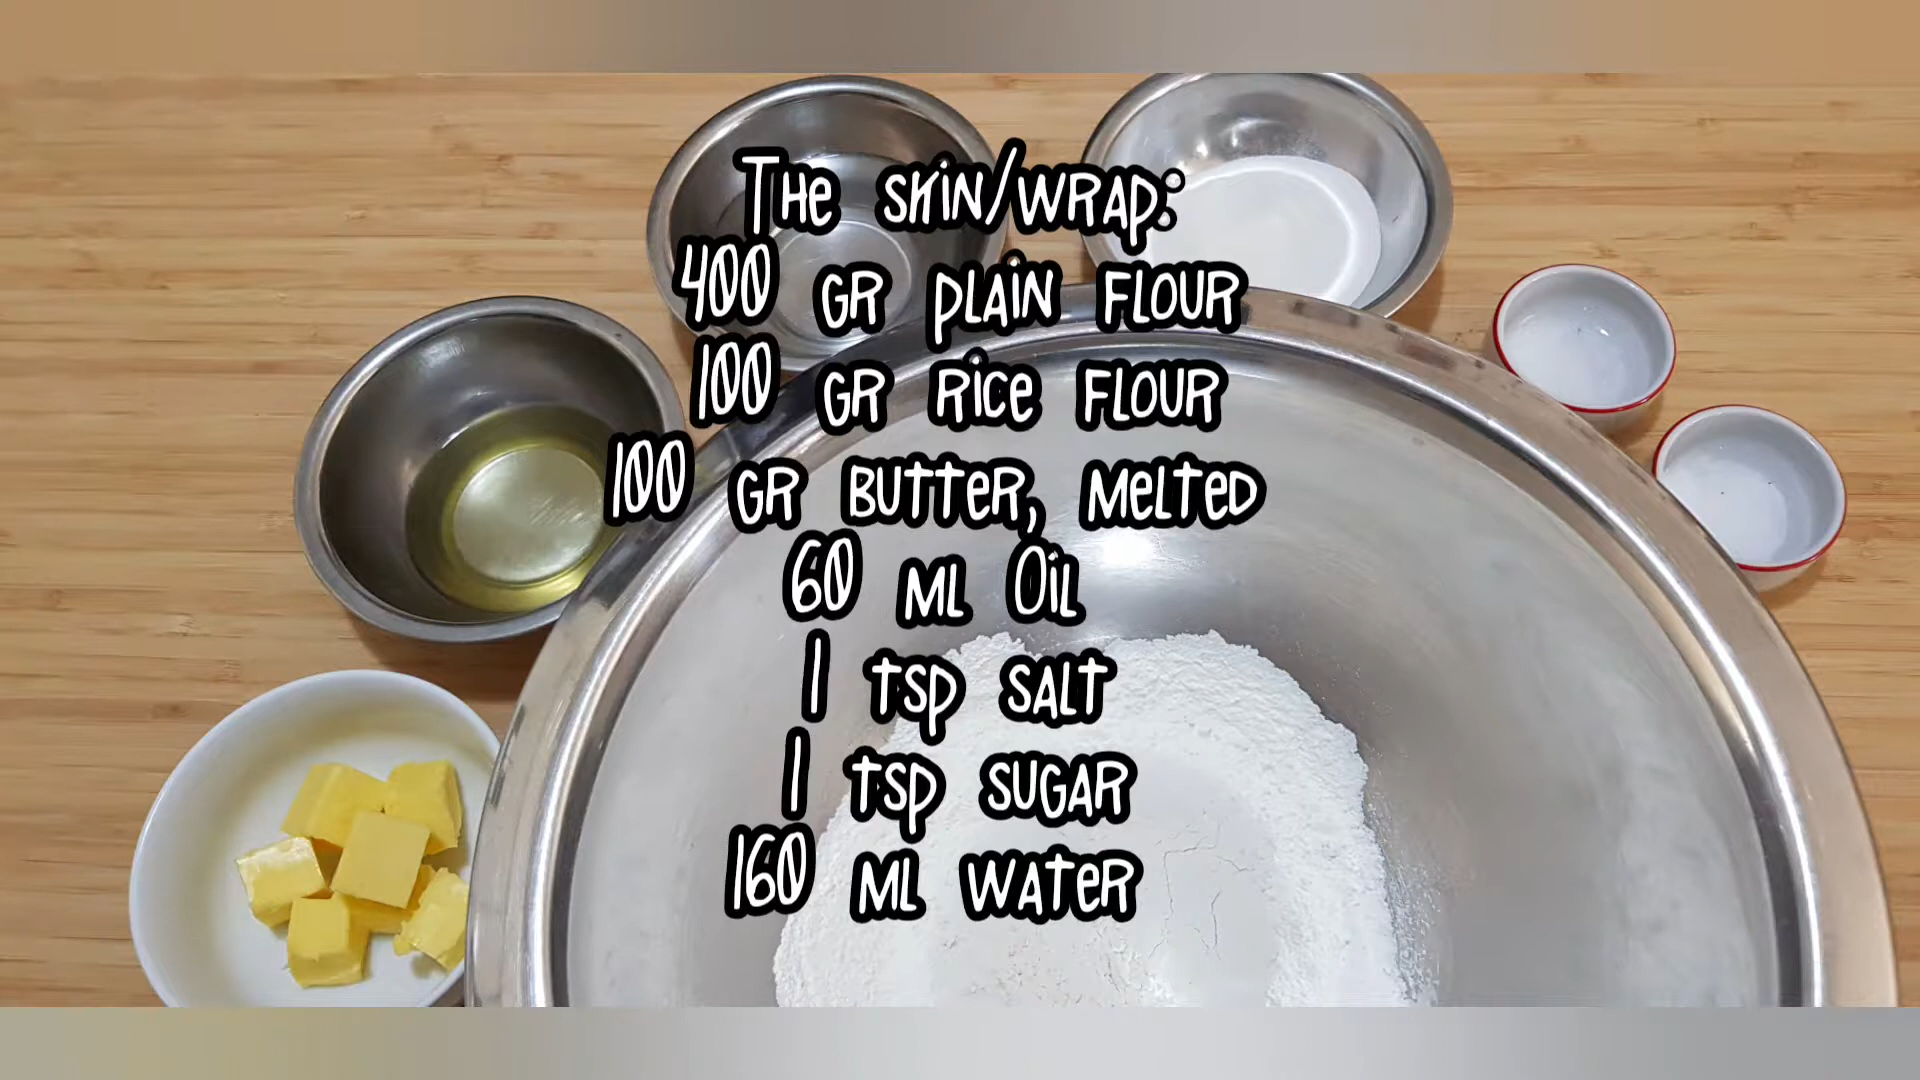 The skin/wrap:
400 gr plain flour
100 gr rice flour
100 gr butter, melted
60 ml Oil
1 tsp salt
1 tsp sugar
160 ml water